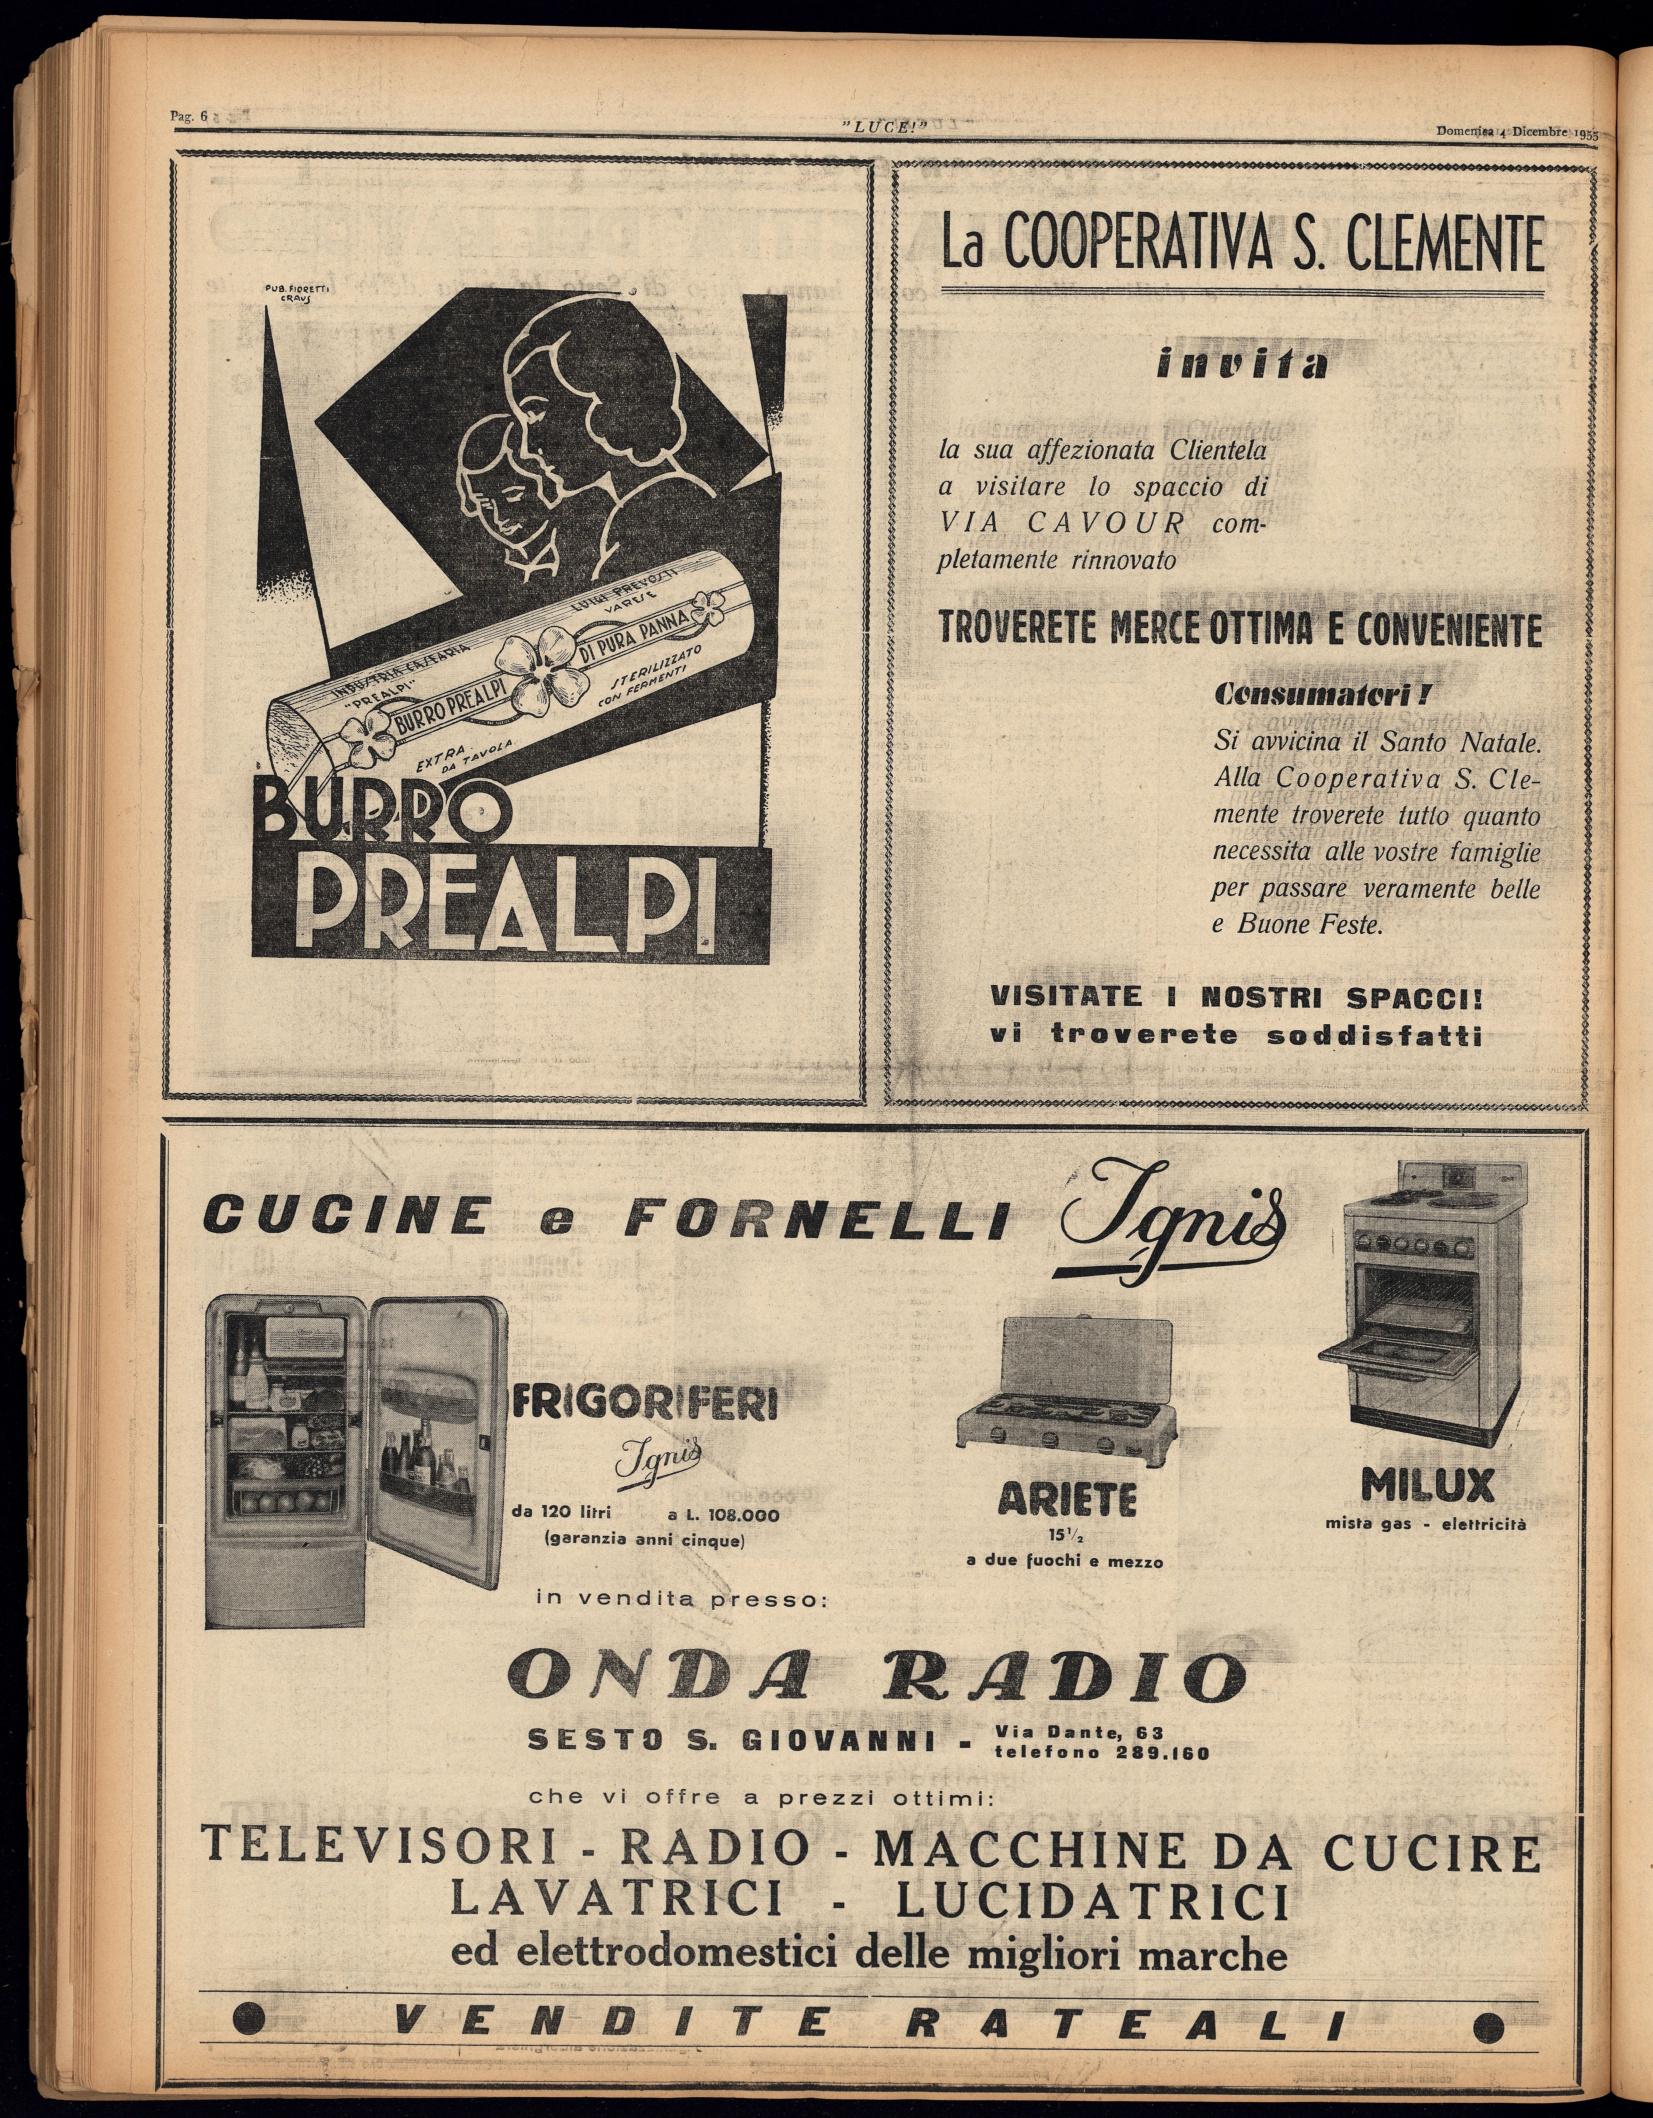 Pag. 6
"LUCE!"
Domenica 4 Dicembre 1955
PUB. FIORETTI
CRAUS
INDUSTRIA CASEARIA
"PREALPI"
LUIGI PREVOSTI
VARESE
BURRO PREALPI
DI PURA PANNA
EXTRA
DA TAVOLA
STERILIZZATO
CON FERMENTI
BURRO
PREALPI
La COOPERATIVA S. CLEMENTE
invita
la sua affezionata Clientela
a visitare lo spaccio di
VIA CAVOUR com-
pletamente rinnovato
TROVERETE MERCE OTTIMA E CONVENIENTE
Consumatori!
Si avvicina il Santo Natale.
Alla Cooperativa S. Cle-
mente troverete tutto quanto
necessita alle vostre famiglie
per passare veramente belle
e Buone Feste.
VISITATE I NOSTRI SPACCI!
vi troverete soddisfatti
CUCINE e FORNELLI Ignis
FRIGORIFERI
Ignis
da 120 litri a L. 108.000
(garanzia anni cinque)
ARIETE
15½
a due fuochi e mezzo
MILUX
mista gas - elettricità
in vendita presso:
ONDA RADIO
SESTO S. GIOVANNI - Via Dante, 63
telefono 289.160
che vi offre a prezzi ottimi:
TELEVISORI - RADIO - MACCHINE DA CUCIRE
LAVATRICI - LUCIDATRICI
ed elettrodomestici delle migliori marche
VENDITE RATEALI